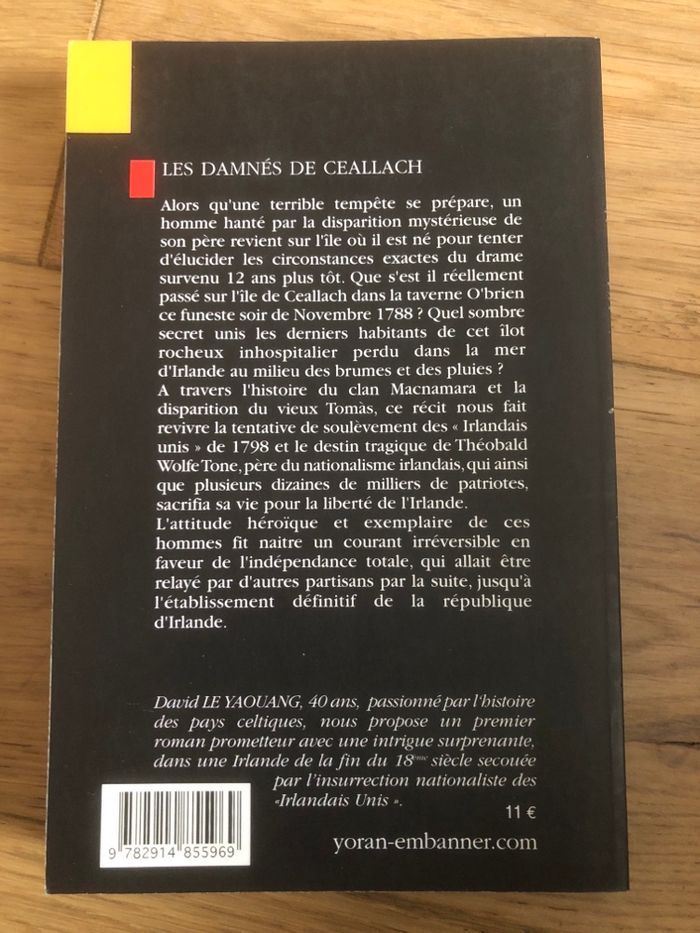 LES DAMNÉS DE CEALLACH
Alors qu'une terrible tempête se prépare, un
homme hanté par la disparition mystérieuse de
son père revient sur l'île où il est né pour tenter
d'élucider les circonstances exactes du drame
survenu 12 ans plus tôt. Que s'est il réellement
passé sur l'île de Ceallach dans la taverne O'brien
ce funeste soir de Novembre 1788 ? Quel sombre
secret unis les derniers habitants de cet îlot
rocheux inhospitalier perdu dans la mer
d'Irlande au milieu des brumes et des pluies ?
A travers l'histoire du clan Macnamara et la
disparition du vieux Tomàs, ce récit nous fait
revivre la tentative de soulèvement des « Irlandais
unis » de 1798 et le destin tragique de Théobald
Wolfe Tone, père du nationalisme irlandais, qui ainsi
que plusieurs dizaines de milliers de patriotes,
sacrifia sa vie pour la liberté de l'Irlande.
L'attitude héroïque et exemplaire de ces
hommes fit naitre un courant irréversible en
faveur de l'indépendance totale, qui allait être
relayé par d'autres partisans par la suite, jusqu'à
l'établissement définitif de la république
d'Irlande.
David LE YAOUANG, 40 ans, passionné par l'histoire
des pays celtiques, nous propose un premier
roman prometteur avec une intrigue surprenante,
dans une Irlande de la fin du 18ème siècle secouée
par l'insurrection nationaliste des
«Irlandais Unis ».
11 €
9 782914 855969
yoran-embanner.com